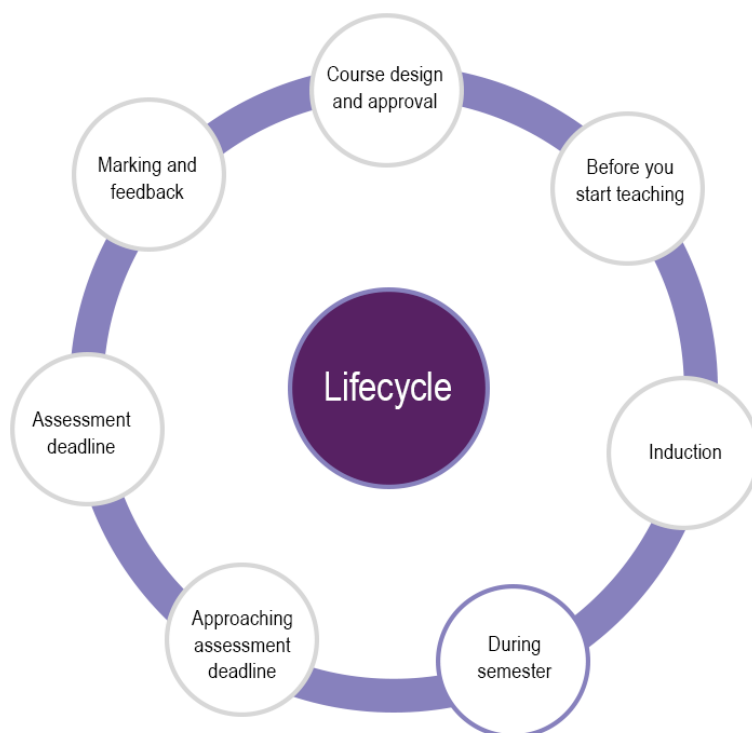 Course design
and approval
Before you
start teaching
Induction
During
semester
Approaching
assessment
deadline
Assessment
deadline
Marking and
feedback
Lifecycle